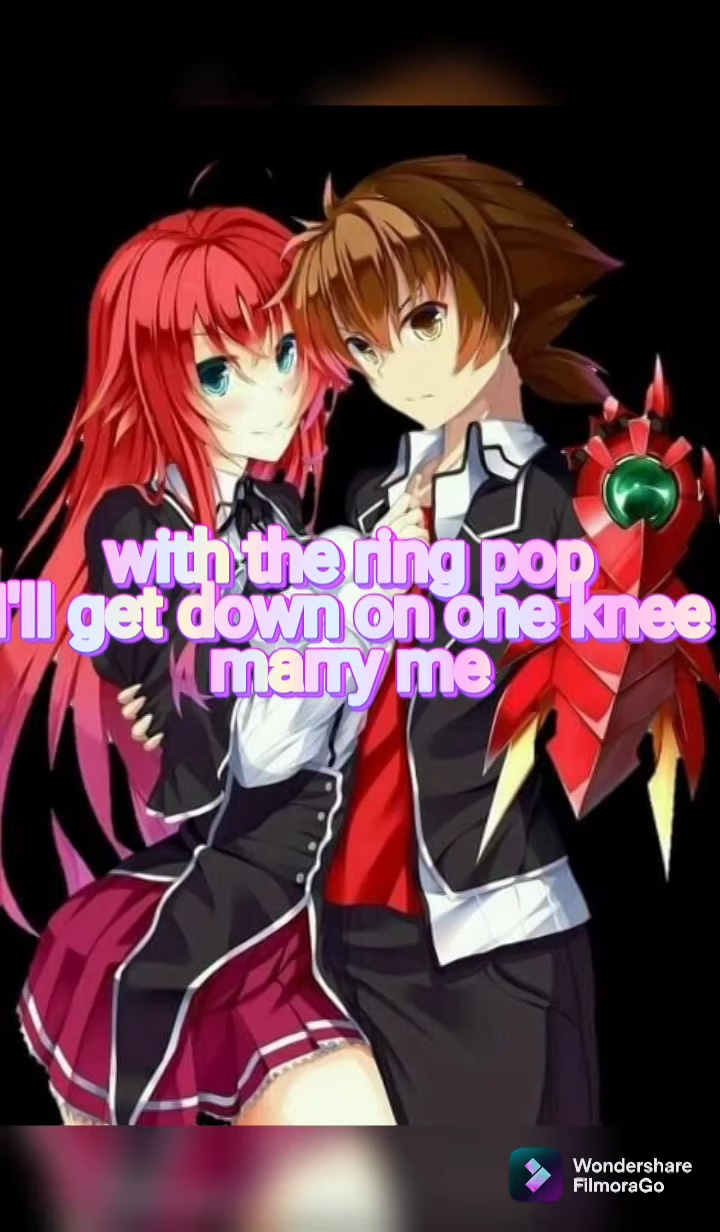 with the ring pop
I'll get down on one knee
marry me
Wondershare
FilmoraGo